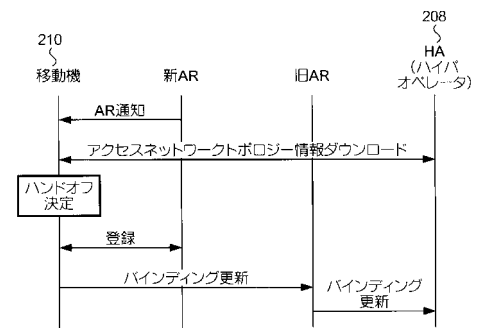 208
210
HA
(ハイパ
オペレータ)
移動機
新AR
旧AR
AR通知
アクセスネットワークトポロジー情報ダウンロード
ハンドオフ
決定
登録
バインディング更新
バインディング
更新